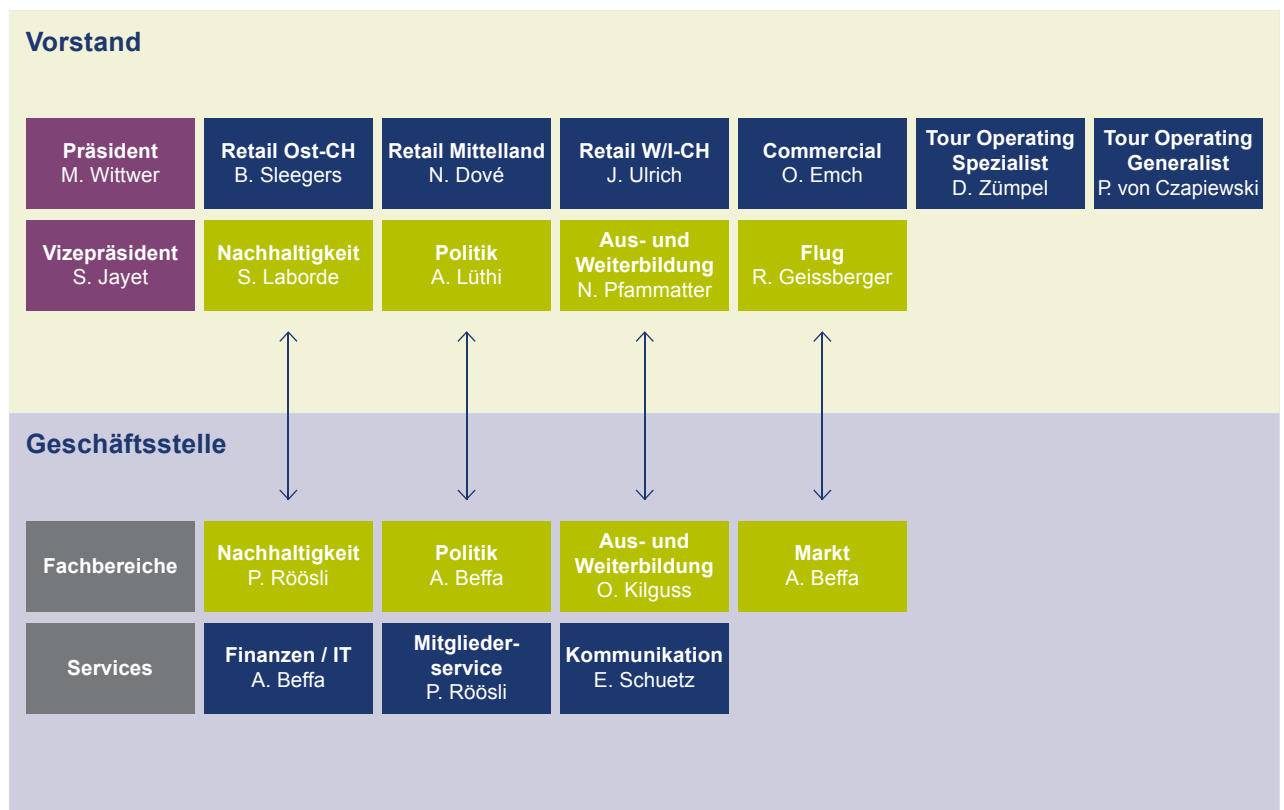 Vorstand
Präsident
M. Wittwer
Retail Ost-CH
B. Sleegers
Retail Mittelland
N. Dové
Retail W/I-CH
J. Ulrich
Commercial
O. Emch
Tour Operating
Spezialist
D. Zümpel
Tour Operating
Generalist
P. von Czapiewski
Vizepräsident
S. Jayet
Nachhaltigkeit
S. Laborde
Politik
A. Lüthi
Aus- und
Weiterbildung
N. Pfammatter
Flug
R. Geissberger
Geschäftsstelle
Fachbereiche
Nachhaltigkeit
P. Röösli
Politik
A. Beffa
Aus- und
Weiterbildung
O. Kilguss
Markt
A. Beffa
Services
Finanzen / IT
A. Beffa
Mitglieder-
service
P. Röösli
Kommunikation
E. Schuetz